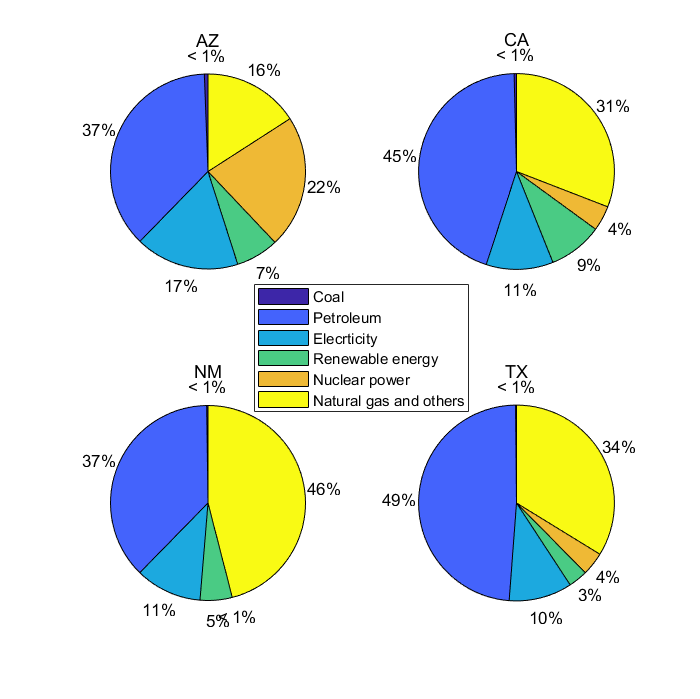 AZ
< 1%
16%
37%
22%
17%
7%
CA
< 1%
31%
45%
4%
9%
11%
Coal
Petroleum
Elecrticity
Renewable energy
Nuclear power
Natural gas and others
NM
< 1%
37%
46%
11%
5%
< 1%
TX
< 1%
34%
49%
4%
3%
10%